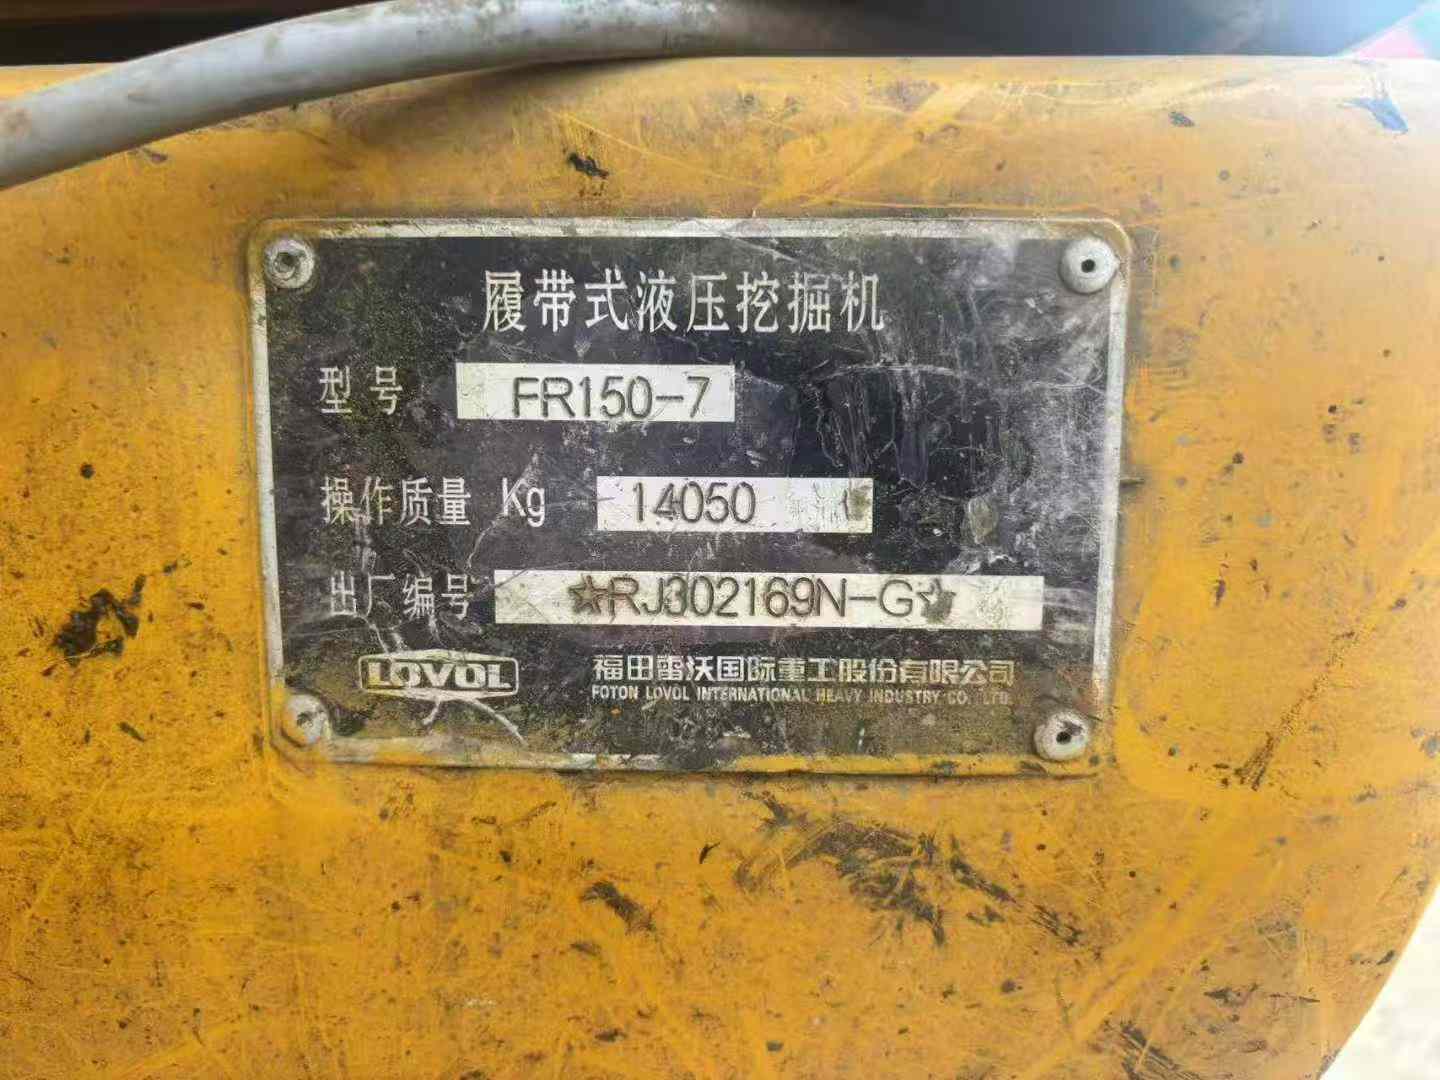 履带式液压挖掘机
型号 FR150-7
操作质量 Kg 14050
出厂编号 ☆RJ302169N-G☆
LOVOL 福田雷沃国际重工股份有限公司
FOTON LOVOL INTERNATIONAL HEAVY INDUSTRY CO. LTD.